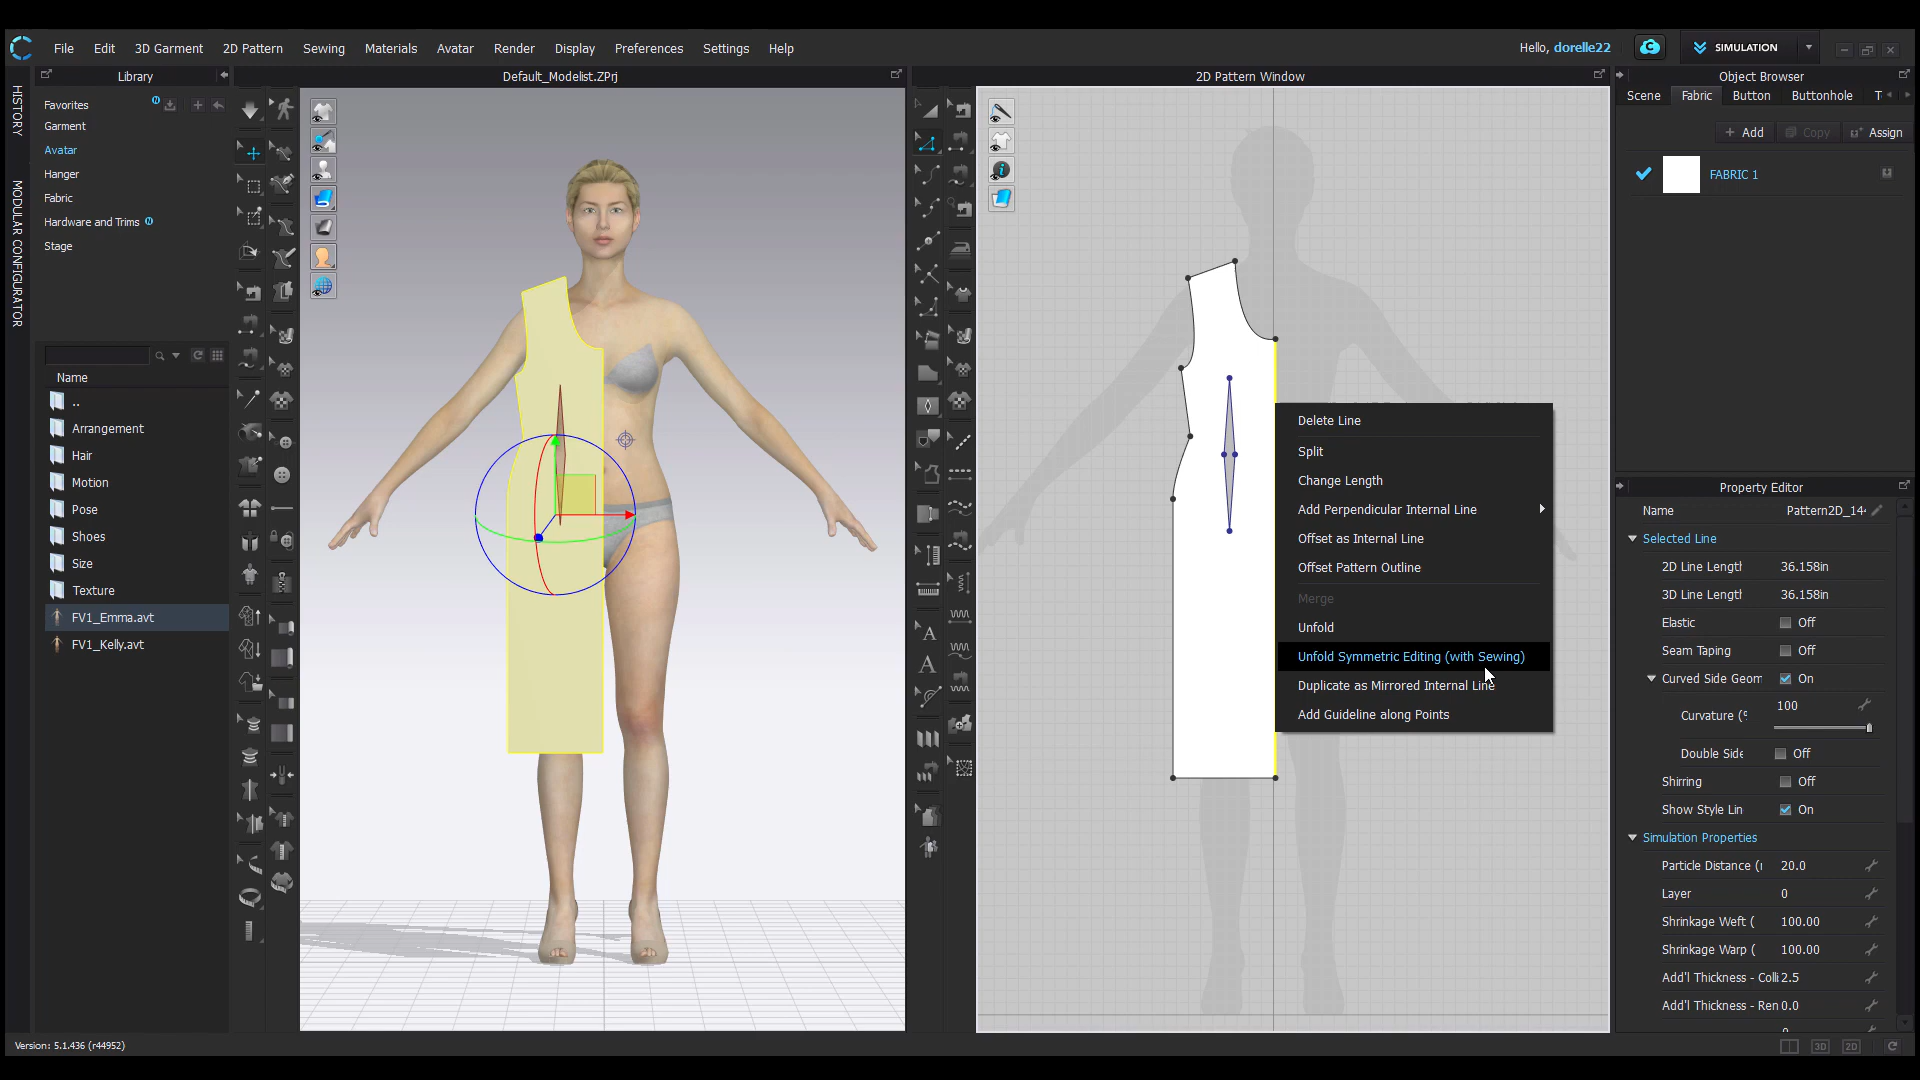 File Edit 3D Garment 2D Pattern Sewing Materials Avatar Render Display Preferences Settings Help
Hello, dorelle22
SIMULATION
HISTORY
MODULAR CONFIGURATOR
Library
Favorites
Garment
Avatar
Hanger
Fabric
Hardware and Trims
Stage
Name
..
Arrangement
Hair
Motion
Pose
Shoes
Size
Texture
FV1_Emma.avt
FV1_Kelly.avt
Default_Modelist.ZPrj
2D Pattern Window
Delete Line
Split
Change Length
Add Perpendicular Internal Line
Offset as Internal Line
Offset Pattern Outline
Merge
Unfold
Unfold Symmetric Editing (with Sewing)
Duplicate as Mirrored Internal Line
Add Guideline along Points
Object Browser
Scene Fabric Button Buttonhole T
+ Add Copy Assign
FABRIC 1
Property Editor
Name Pattern2D_14
Selected Line
2D Line Length 36.158in
3D Line Length 36.158in
Elastic Off
Seam Taping Off
Curved Side Geom On
Curvature (% 100
Double Side Off
Shirring Off
Show Style Lin On
Simulation Properties
Particle Distance (r 20.0
Layer 0
Shrinkage Weft ( 100.00
Shrinkage Warp ( 100.00
Add'l Thickness - Colli 2.5
Add'l Thickness - Ren 0.0
Version: 5.1.436 (r44952)
3D 2D